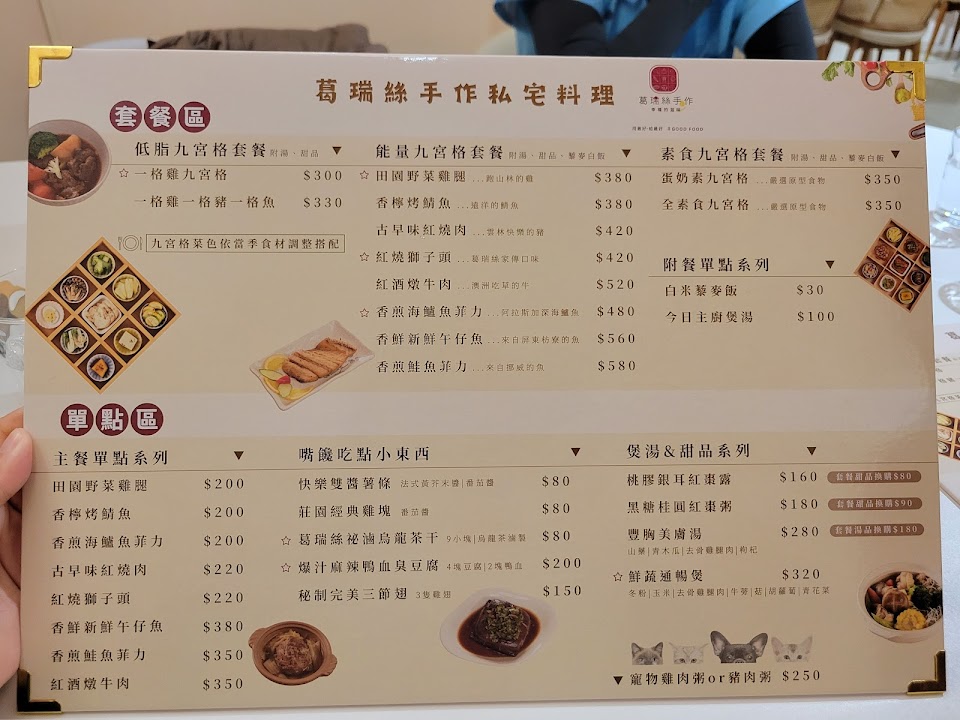 葛瑞絲手作私宅料理
葛瑞絲手作
套餐區
低脂九宮格套餐 附湯、甜品 ▼
☆ 一格雞九宮格 $300
一格雞一格豬一格魚 $330
九宮格菜色依當季食材調整搭配
能量九宮格套餐 附湯、甜品、藜麥白飯 ▼
☆ 田園野菜雞腿 ...跑山林的雞 $380
香檸烤鯖魚 ...遠洋的鯖魚 $380
古早味紅燒肉 ...雲林快樂的豬 $420
☆ 紅燒獅子頭 ...葛瑞絲家傳口味 $420
紅酒燉牛肉 ...澳洲吃草的牛 $520
☆ 香煎海鱸魚菲力 ...阿拉斯加深海鱸魚 $480
香鮮新鮮午仔魚 ...來自屏東枋寮的魚 $560
香煎鮭魚菲力 ...來自挪威的魚 $580
素食九宮格套餐 附湯、甜品、藜麥白飯 ▼
蛋奶素九宮格 ...嚴選原型食物 $350
全素食九宮格 ...嚴選原型食物 $350
附餐單點系列 ▼
白米藜麥飯 $30
今日主廚煲湯 $100
單點區
主餐單點系列 ▼
田園野菜雞腿 $200
香檸烤鯖魚 $200
香煎海鱸魚菲力 $200
古早味紅燒肉 $220
紅燒獅子頭 $220
香鮮新鮮午仔魚 $380
香煎鮭魚菲力 $350
紅酒燉牛肉 $350
嘴饞吃點小東西 ▼
快樂雙醬薯條 法式黃芥末醬|番茄醬 $80
莊園經典雞塊 番茄醬 $80
☆ 葛瑞絲祕滷烏龍茶干 9小塊|烏龍茶滷製 $80
☆ 爆汁麻辣鴨血臭豆腐 4塊豆腐|2塊鴨血 $200
秘制完美三節翅 3隻雞翅 $150
煲湯&甜品系列 ▼
桃膠銀耳紅棗露 $160 套餐甜品換購$80
黑糖桂圓紅棗粥 $180 套餐甜品換購$90
豐胸美膚湯 $280 套餐湯品換購$180
山藥|青木瓜|去骨雞腿肉|枸杞
☆ 鮮蔬通暢煲 $320
冬粉|玉米|去骨雞腿肉|牛蒡|菇|胡蘿蔔|青花菜
▼ 寵物雞肉粥or豬肉粥 $250